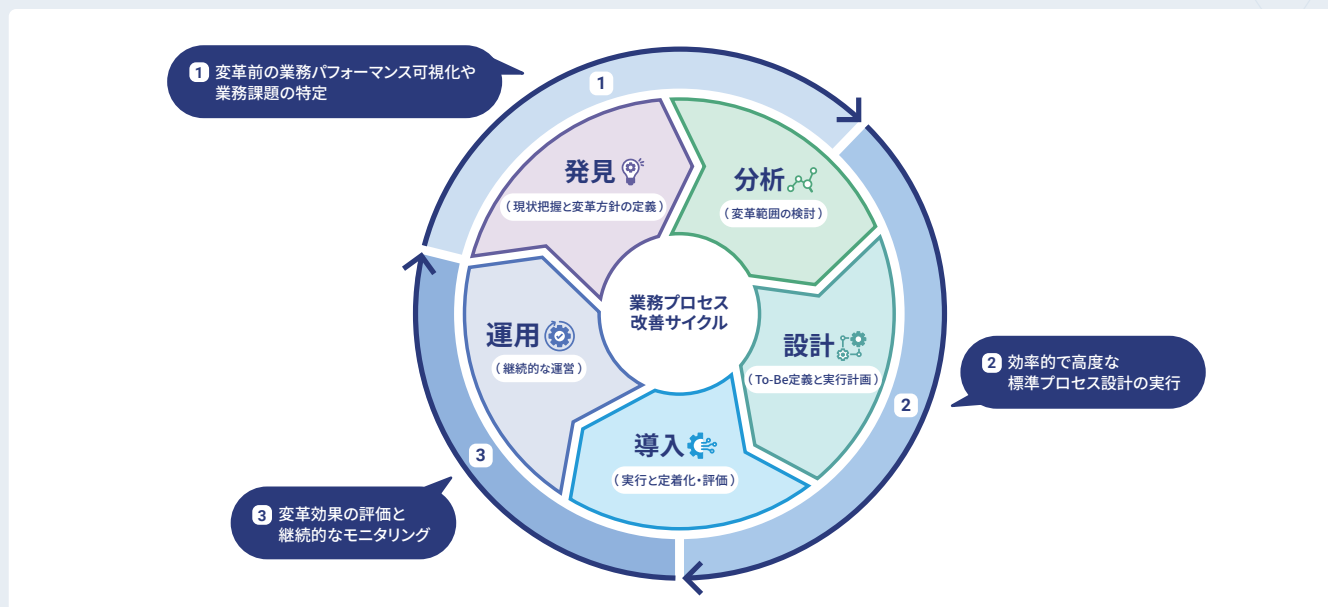 1 変革前の業務パフォーマンス可視化や
業務課題の特定
1
発見
(現状把握と変革方針の定義)
分析
(変革範囲の検討)
業務プロセス
改善サイクル
運用
(継続的な運営)
設計
(To-Be定義と実行計画)
2
2 効率的で高度な
標準プロセス設計の実行
導入
(実行と定着化・評価)
3
3 変革効果の評価と
継続的なモニタリング